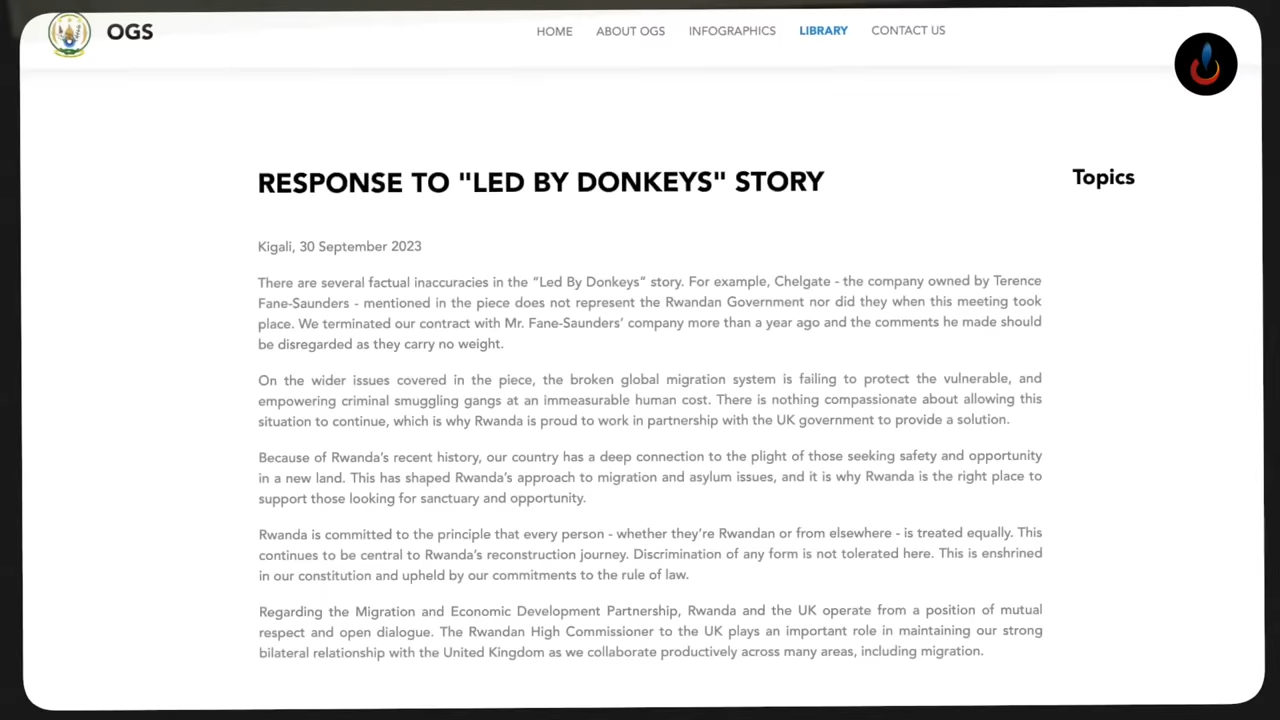 OGS
HOME ABOUT OGS INFOGRAPHICS LIBRARY CONTACT US
RESPONSE TO "LED BY DONKEYS" STORY
Topics
Kigali, 30 September 2023
There are several factual inaccuracies in the “Led By Donkeys” story. For example, Chelgate - the company owned by Terence
Fane-Saunders - mentioned in the piece does not represent the Rwandan Government nor did they when this meeting took
place. We terminated our contract with Mr. Fane-Saunders’ company more than a year ago and the comments he made should
be disregarded as they carry no weight.
On the wider issues covered in the piece, the broken global migration system is failing to protect the vulnerable, and
empowering criminal smuggling gangs at an immeasurable human cost. There is nothing compassionate about allowing this
situation to continue, which is why Rwanda is proud to work in partnership with the UK government to provide a solution.
Because of Rwanda’s recent history, our country has a deep connection to the plight of those seeking safety and opportunity
in a new land. This has shaped Rwanda’s approach to migration and asylum issues, and it is why Rwanda is the right place to
support those looking for sanctuary and opportunity.
Rwanda is committed to the principle that every person - whether they’re Rwandan or from elsewhere - is treated equally. This
continues to be central to Rwanda’s reconstruction journey. Discrimination of any form is not tolerated here. This is enshrined
in our constitution and upheld by our commitments to the rule of law.
Regarding the Migration and Economic Development Partnership, Rwanda and the UK operate from a position of mutual
respect and open dialogue. The Rwandan High Commissioner to the UK plays an important role in maintaining our strong
bilateral relationship with the United Kingdom as we collaborate productively across many areas, including migration.